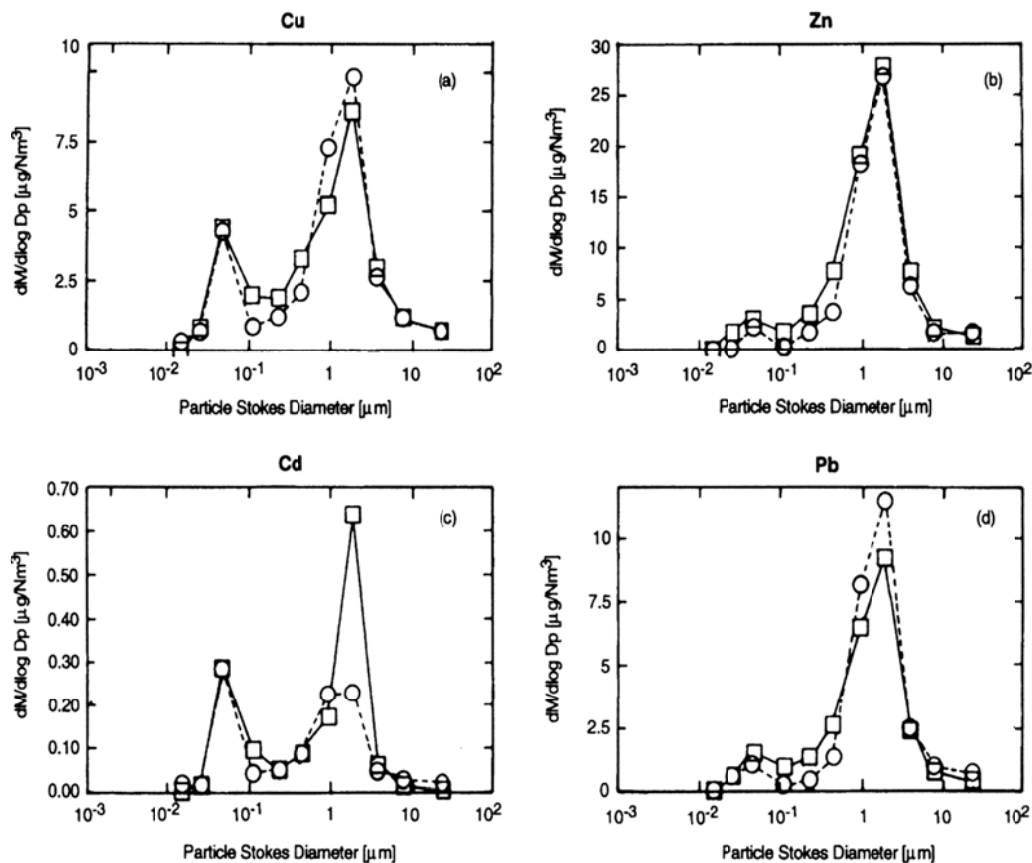 Cu
(a)
dM/dlog Dp [μg/Nm³]
10
7.5
5
2.5
0
10⁻³ 10⁻² 10⁻¹ 1 10 10²
Particle Stokes Diameter [μm]
Zn
(b)
dM/dlog Dp [μg/Nm³]
30
25
20
15
10
5
0
10⁻³ 10⁻² 10⁻¹ 1 10 10²
Particle Stokes Diameter [μm]
Cd
(c)
dM/dlog Dp [μg/Nm³]
0.70
0.60
0.50
0.40
0.30
0.20
0.10
0.00
10⁻³ 10⁻² 10⁻¹ 1 10 10²
Particle Stokes Diameter [μm]
Pb
(d)
dM/dlog Dp [μg/Nm³]
10
7.5
5
2.5
0
10⁻³ 10⁻² 10⁻¹ 1 10 10²
Particle Stokes Diameter [μm]